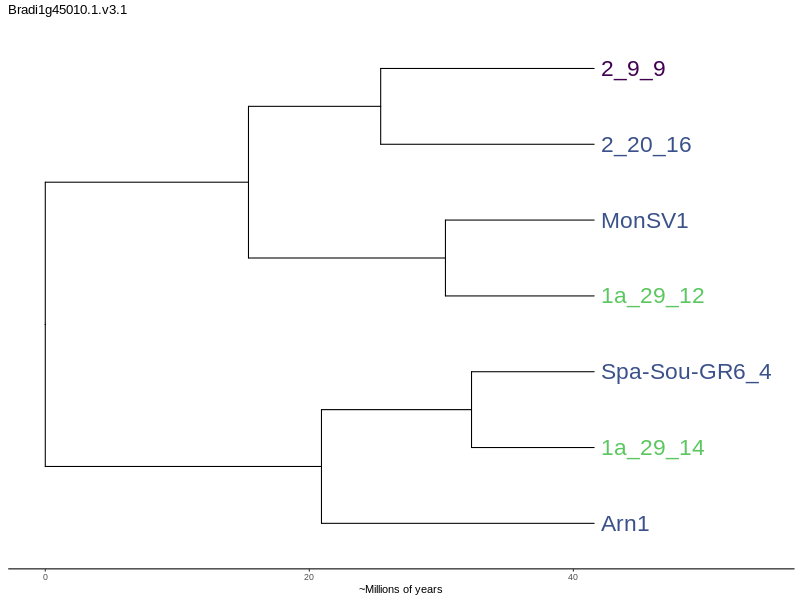 Bradi1g45010.1.v3.1
2_9_9
2_20_16
MonSV1
1a_29_12
Spa-Sou-GR6_4
1a_29_14
Arn1
0 20 40
~Millions of years